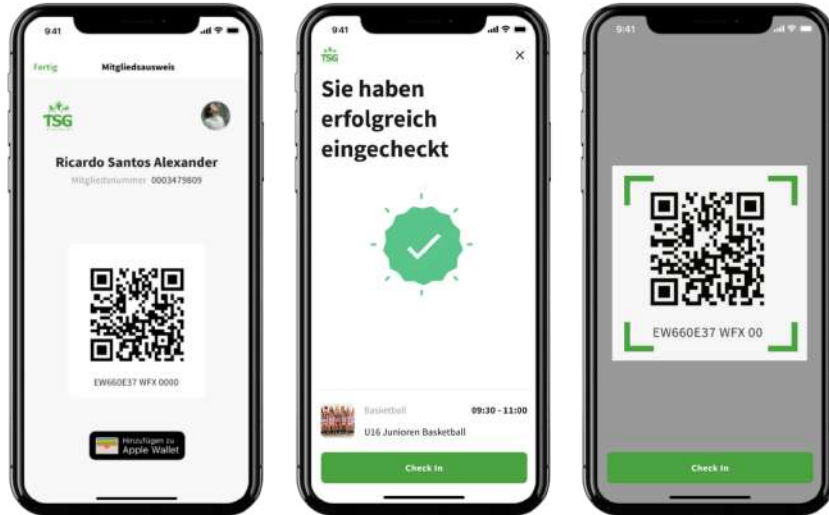 9:41
Fertig
Mitgliedsausweis
TSG
Ricardo Santos Alexander
Mitgliedsnummer 0003479809
EW660E37 WFX 0000
Hinzufügen zu
Apple Wallet
9:41
TSG
Sie haben
erfolgreich
eingecheckt
Basketball
09:30 - 11:00
U16 Junioren Basketball
Check In
9:41
EW660E37 WFX 00
Check In